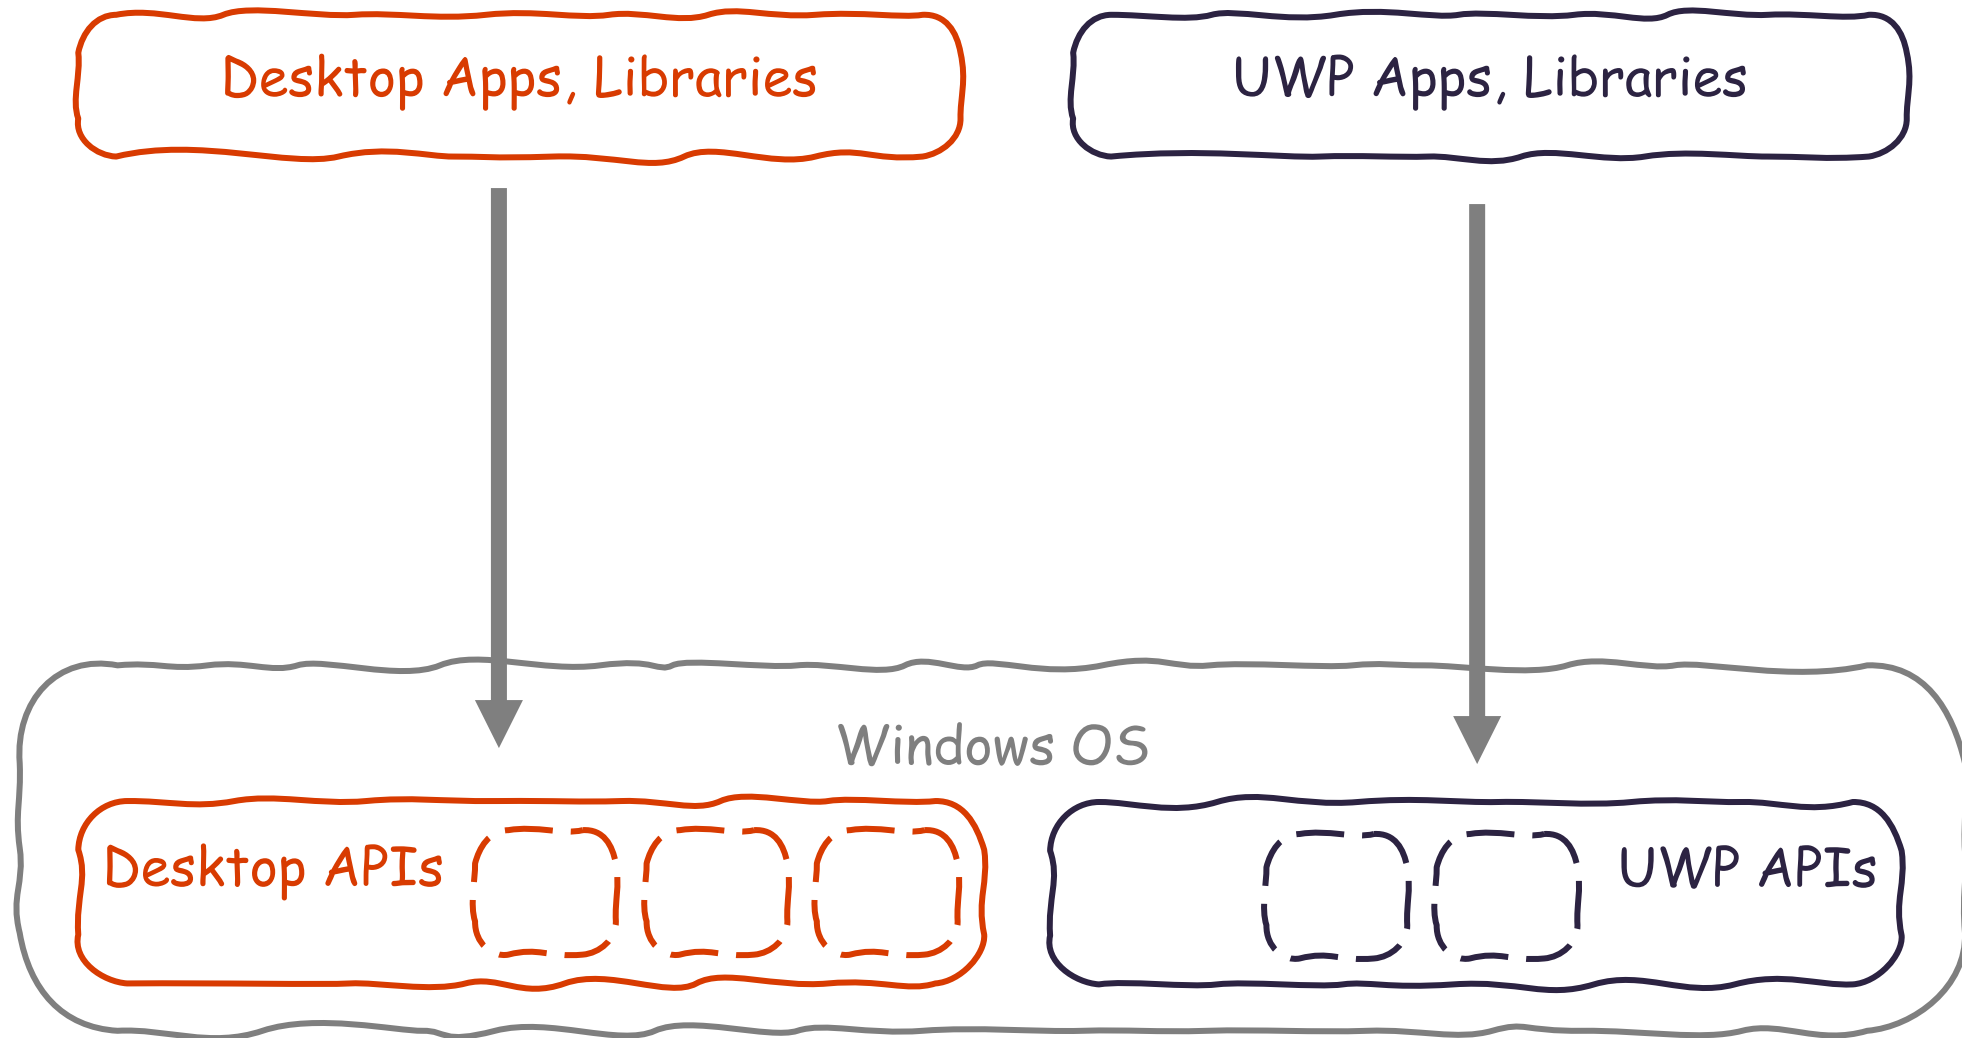 Desktop Apps, Libraries
UWP Apps, Libraries
Windows OS
Desktop APIs
UWP APIs